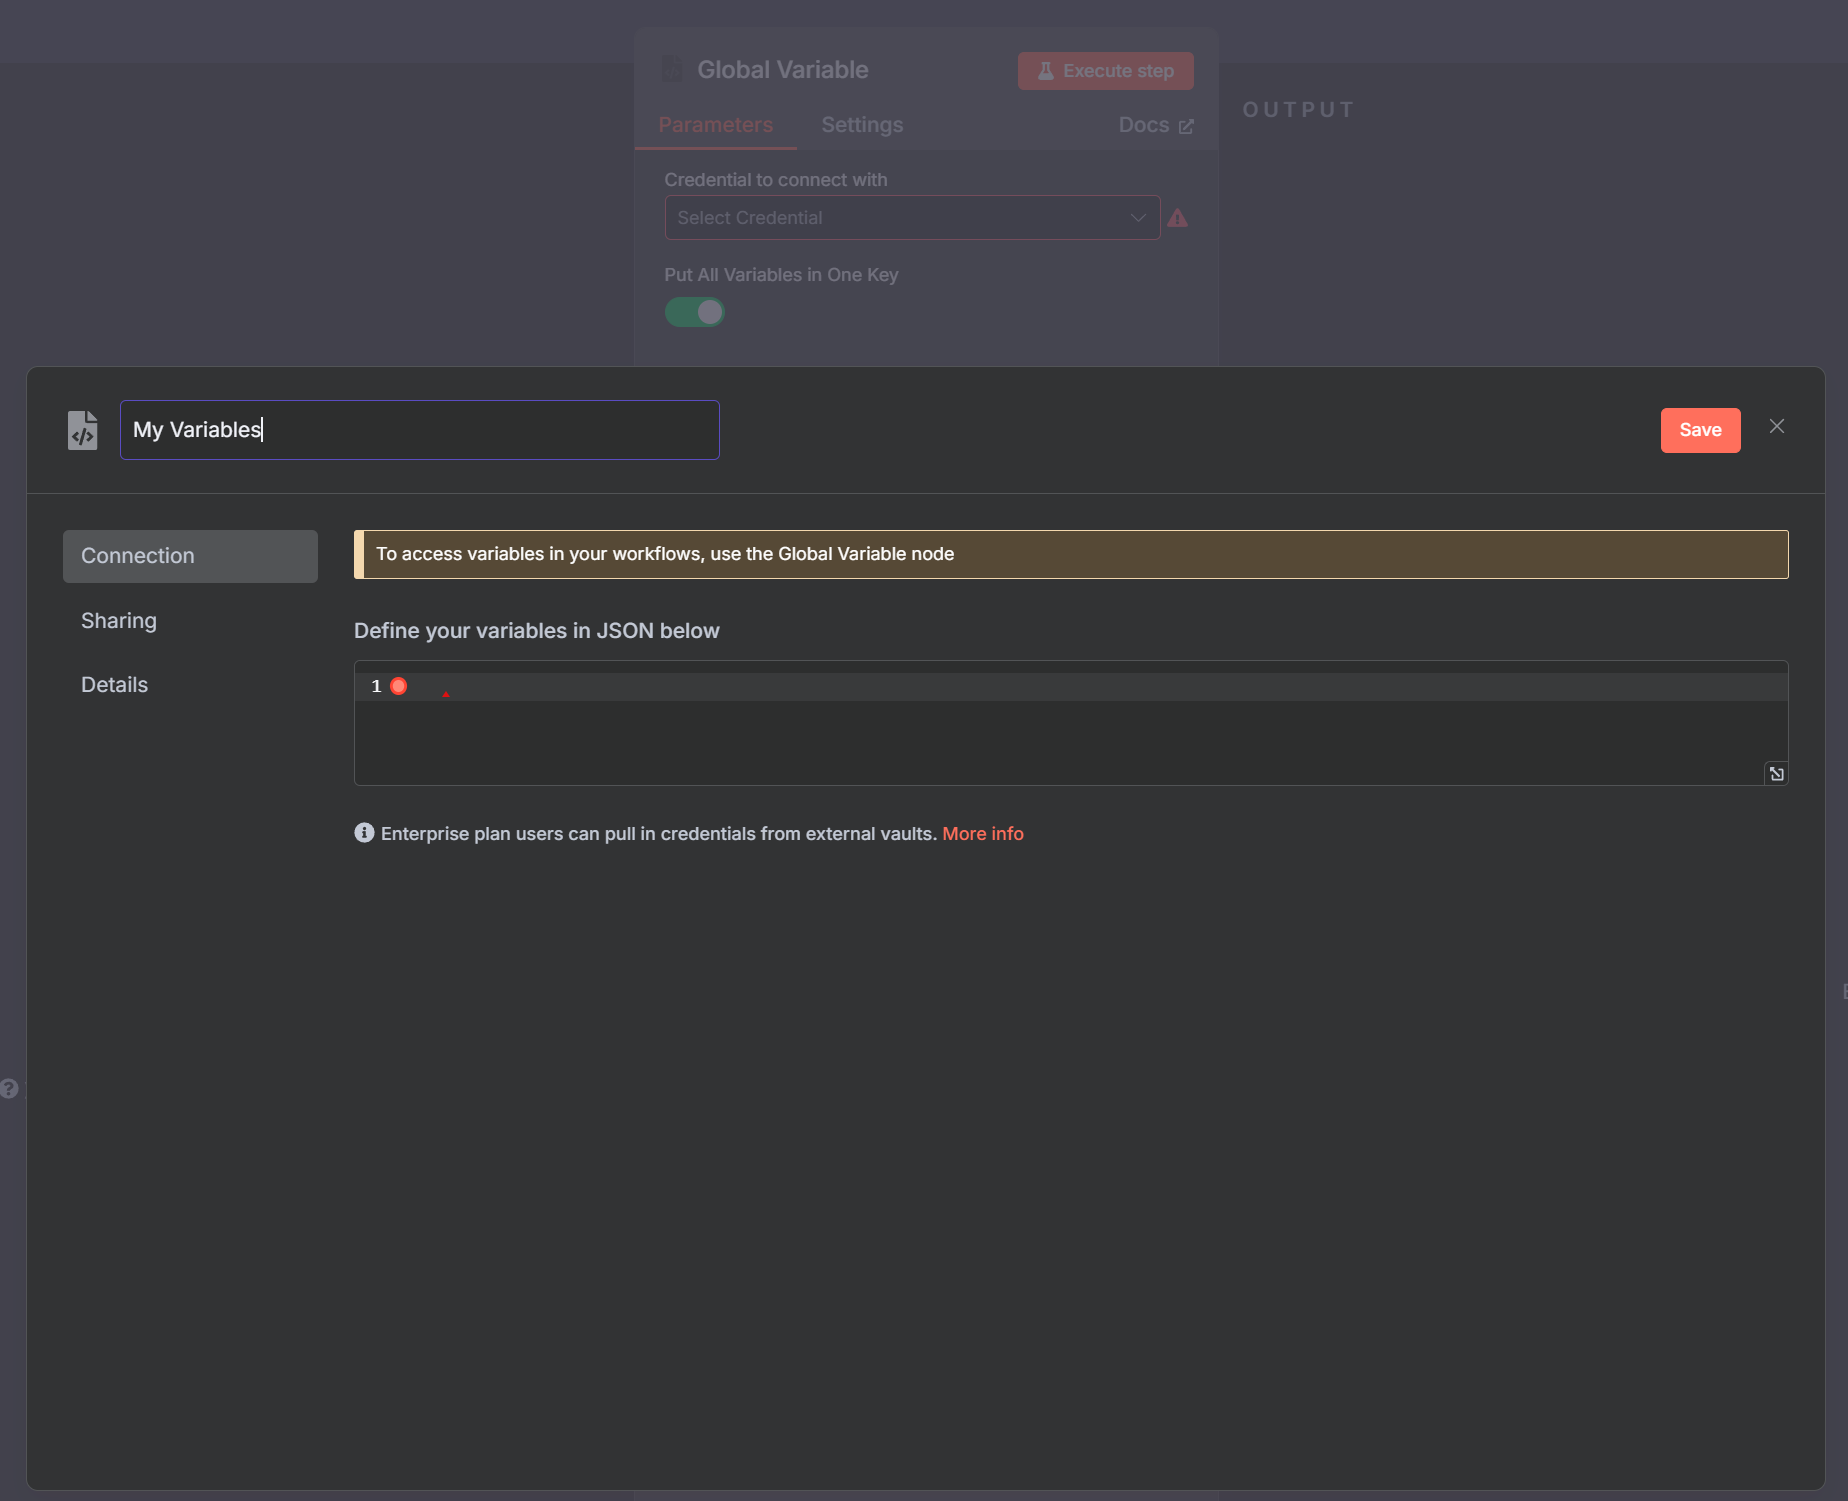 Global Variable
Execute step
Parameters
Settings
Docs
OUTPUT
Credential to connect with
Select Credential
Put All Variables in One Key
My Variables
Save
Connection
Sharing
Details
To access variables in your workflows, use the Global Variable node
Define your variables in JSON below
1
Enterprise plan users can pull in credentials from external vaults. More info